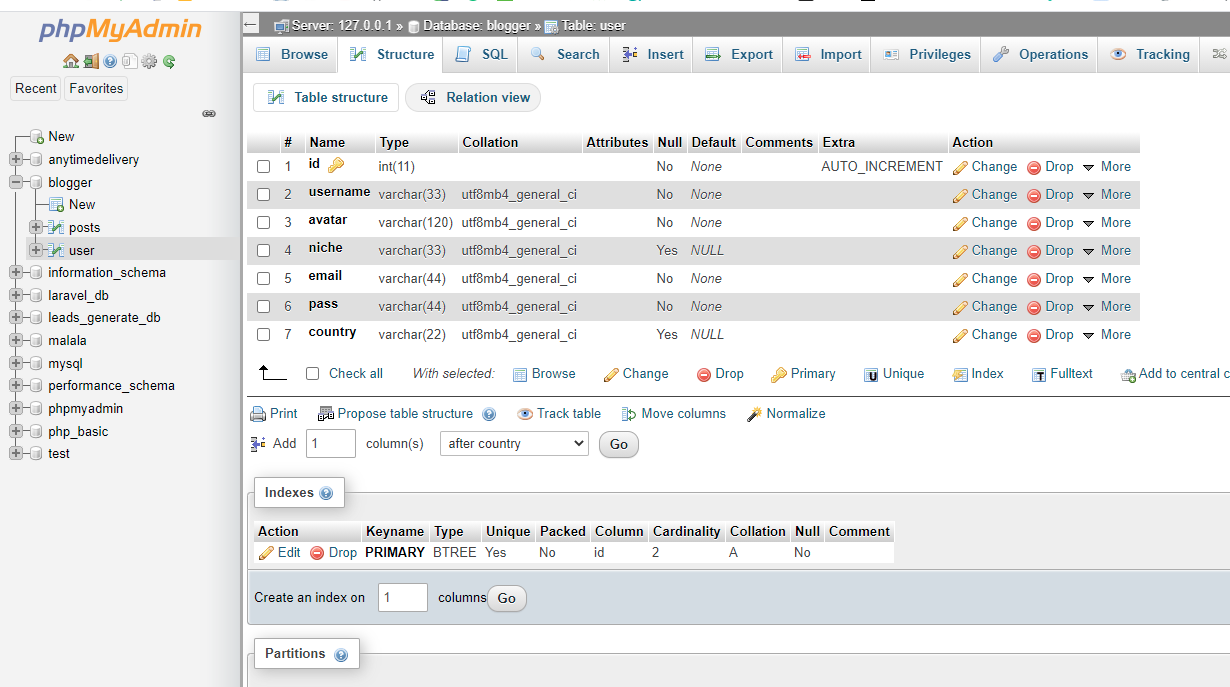 phpMyAdmin
Recent Favorites
New
anytimedelivery
blogger
New
posts
user
information_schema
laravel_db
leads_generate_db
malala
mysql
performance_schema
phpmyadmin
php_basic
test
Server: 127.0.0.1 » Database: blogger » Table: user
Browse Structure SQL Search Insert Export Import Privileges Operations Tracking
Table structure Relation view
# Name Type Collation Attributes Null Default Comments Extra Action
1 id int(11) No None AUTO_INCREMENT Change Drop More
2 username varchar(33) utf8mb4_general_ci No None Change Drop More
3 avatar varchar(120) utf8mb4_general_ci No None Change Drop More
4 niche varchar(33) utf8mb4_general_ci Yes NULL Change Drop More
5 email varchar(44) utf8mb4_general_ci No None Change Drop More
6 pass varchar(44) utf8mb4_general_ci No None Change Drop More
7 country varchar(22) utf8mb4_general_ci Yes NULL Change Drop More
Check all With selected: Browse Change Drop Primary Unique Index Fulltext Add to central c
Print Propose table structure Track table Move columns Normalize
Add 1 column(s) after country Go
Indexes
Action Keyname Type Unique Packed Column Cardinality Collation Null Comment
Edit Drop PRIMARY BTREE Yes No id 2 A No
Create an index on 1 columns Go
Partitions